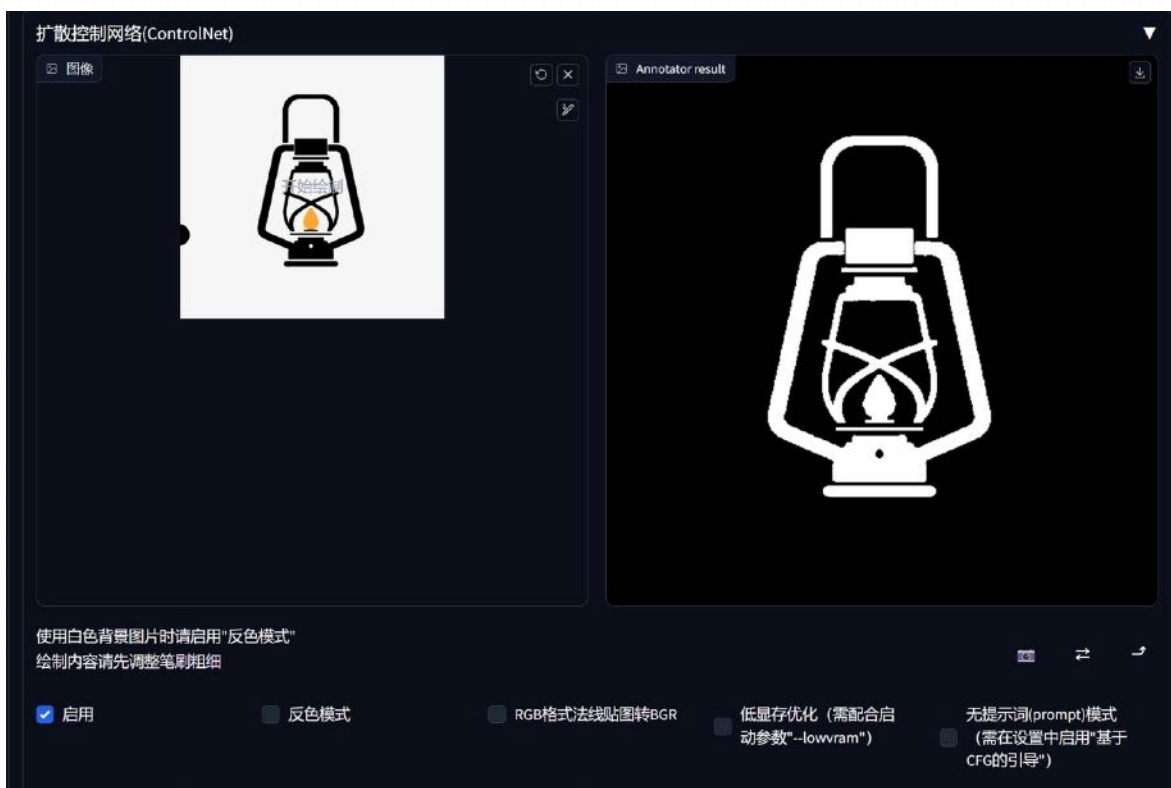 扩散控制网络(ControlNet)
▼
图像
Annotator result
开始绘制
使用白色背景图片时请启用"反色模式"
绘制内容请先调整笔刷粗细
启用
反色模式
RGB格式法线贴图转BGR
低显存优化（需配合启
动参数"--lowvram"）
无提示词(prompt)模式
（需在设置中启用"基于
CFG的引导"）